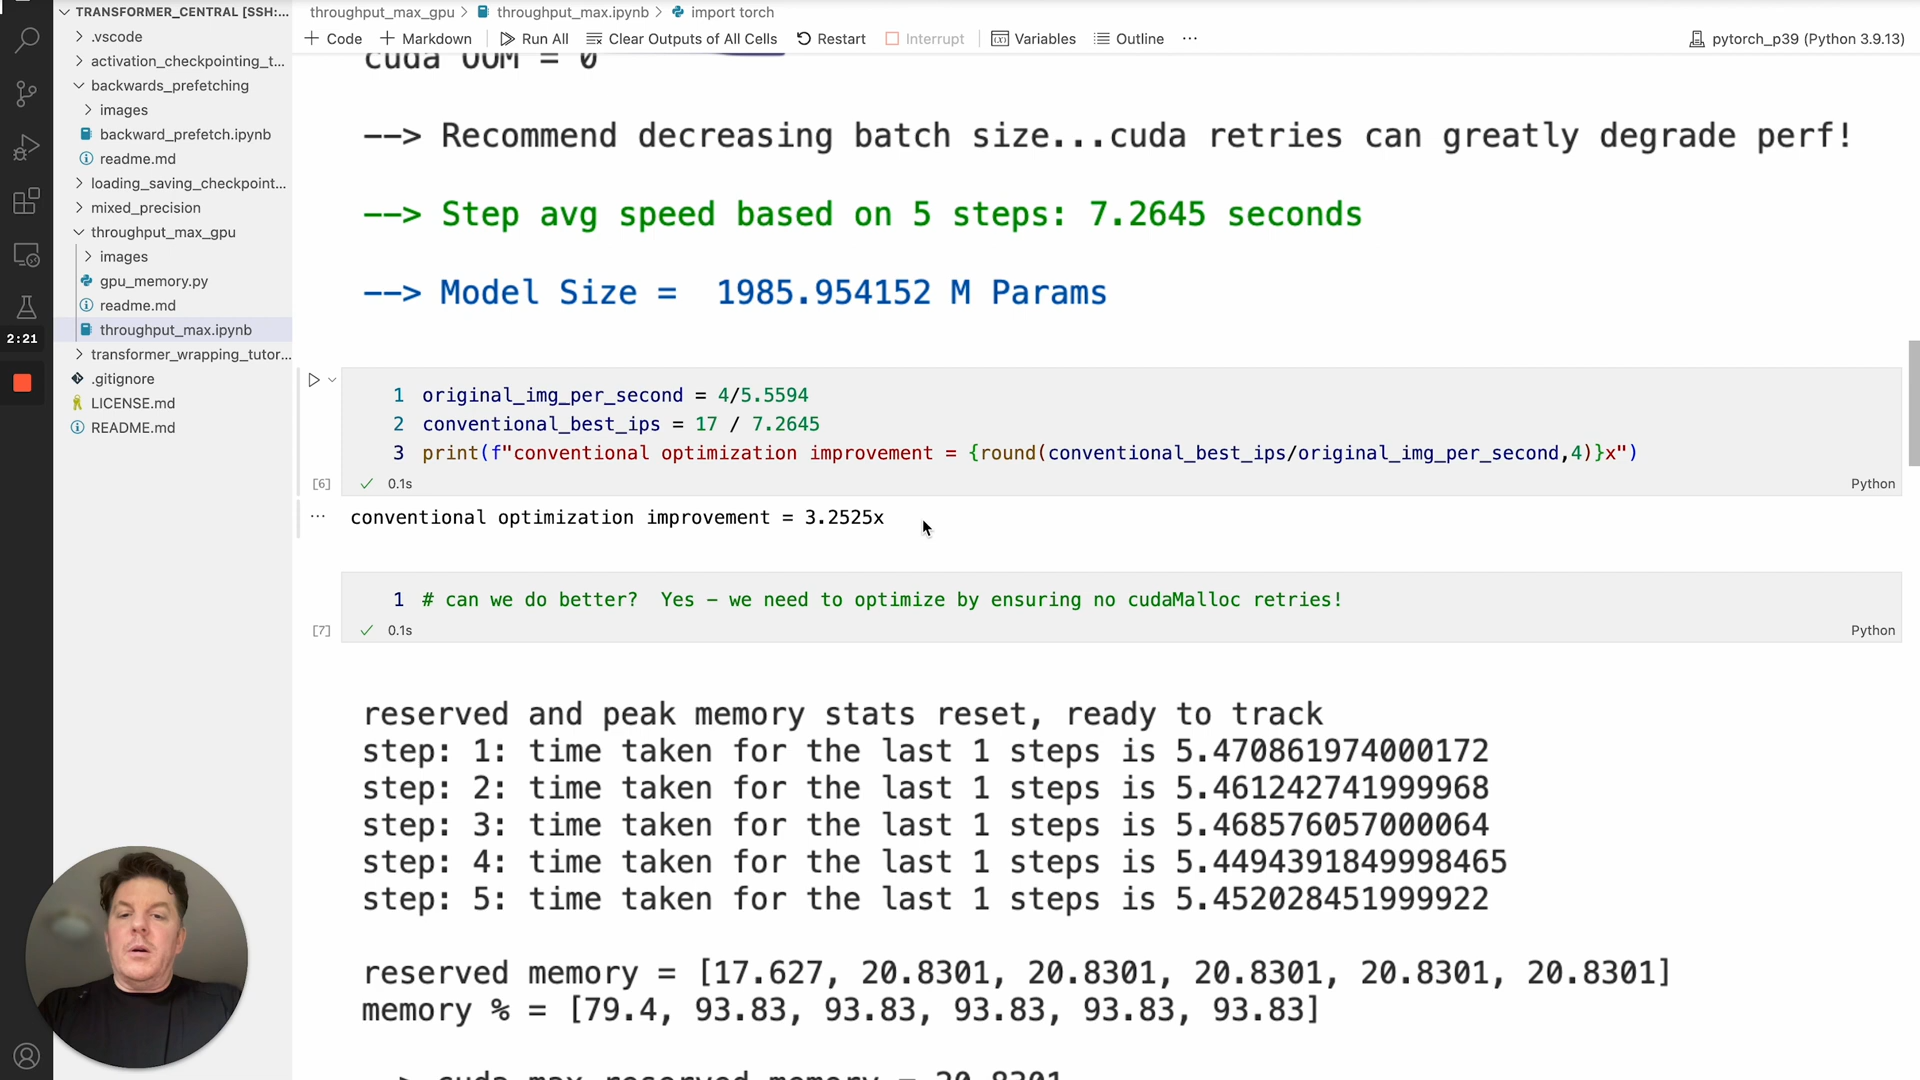 TRANSFORMER_CENTRAL [SSH:...
.vscode
activation_checkpointing_t...
backwards_prefetching
images
backward_prefetch.ipynb
readme.md
loading_saving_checkpoint...
mixed_precision
throughput_max_gpu
images
gpu_memory.py
readme.md
throughput_max.ipynb
transformer_wrapping_tutor...
.gitignore
LICENSE.md
README.md
2:21
throughput_max_gpu > throughput_max.ipynb > import torch
+ Code + Markdown Run All Clear Outputs of All Cells Restart Interrupt Variables Outline ... pytorch_p39 (Python 3.9.13)
cuda OOM = 0
--> Recommend decreasing batch size...cuda retries can greatly degrade perf!
--> Step avg speed based on 5 steps: 7.2645 seconds
--> Model Size =  1985.954152 M Params
1 original_img_per_second = 4/5.5594
2 conventional_best_ips = 17 / 7.2645
3 print(f"conventional optimization improvement = {round(conventional_best_ips/original_img_per_second,4)}x")
[6] 0.1s Python
... conventional optimization improvement = 3.2525x
1 # can we do better?  Yes – we need to optimize by ensuring no cudaMalloc retries!
[7] 0.1s Python
reserved and peak memory stats reset, ready to track
step: 1: time taken for the last 1 steps is 5.470861974000172
step: 2: time taken for the last 1 steps is 5.461242741999968
step: 3: time taken for the last 1 steps is 5.468576057000064
step: 4: time taken for the last 1 steps is 5.4494391849998465
step: 5: time taken for the last 1 steps is 5.452028451999922
reserved memory = [17.627, 20.8301, 20.8301, 20.8301, 20.8301, 20.8301]
memory % = [79.4, 93.83, 93.83, 93.83, 93.83, 93.83]
--> cuda max reserved memory = 20.8301